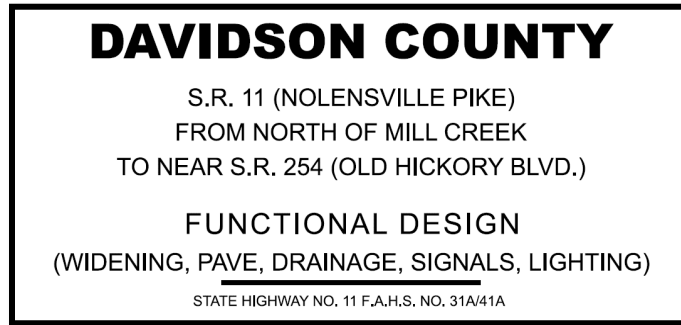 DAVIDSON COUNTY
S.R. 11 (NOLENSVILLE PIKE)
FROM NORTH OF MILL CREEK
TO NEAR S.R. 254 (OLD HICKORY BLVD.)
FUNCTIONAL DESIGN
(WIDENING, PAVE, DRAINAGE, SIGNALS, LIGHTING)
STATE HIGHWAY NO. 11 F.A.H.S. NO. 31A/41A